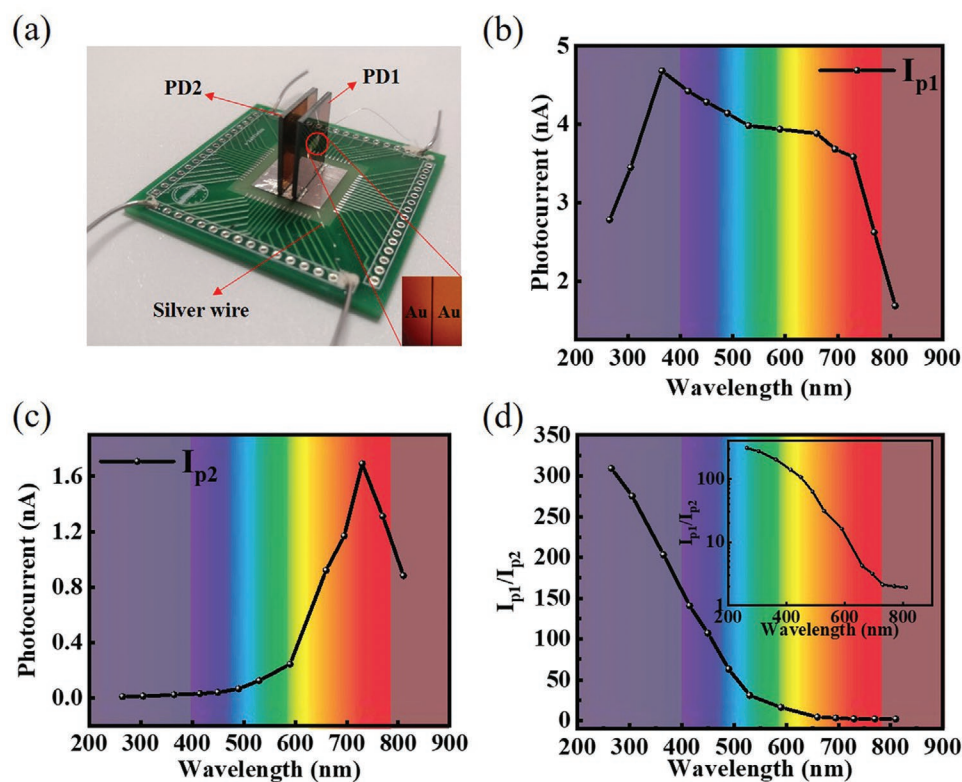 (a)
PD2
PD1
Silver wire
Au
Au
(b)
5
4
3
2
Photocurrent (nA)
I_p1
200 300 400 500 600 700 800 900
Wavelength (nm)
(c)
1.6
1.2
0.8
0.4
0.0
Photocurrent (nA)
I_p2
200 300 400 500 600 700 800 900
Wavelength (nm)
(d)
350
300
250
200
150
100
50
0
I_p1/I_p2
200 300 400 500 600 700 800 900
Wavelength (nm)
100
10
1
I_p1/I_p2
200 400 600 800
Wavelength (nm)